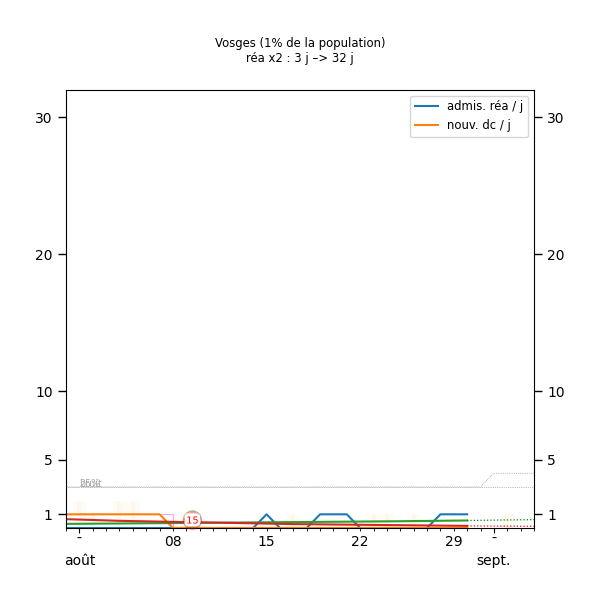 Vosges (1% de la population)
réa x2 : 3 j –> 32 j
admis. réa / j
nouv. dc / j
30 30
20 20
10 10
5 5
1 1
15
- 08 15 22 29 -
août sept.